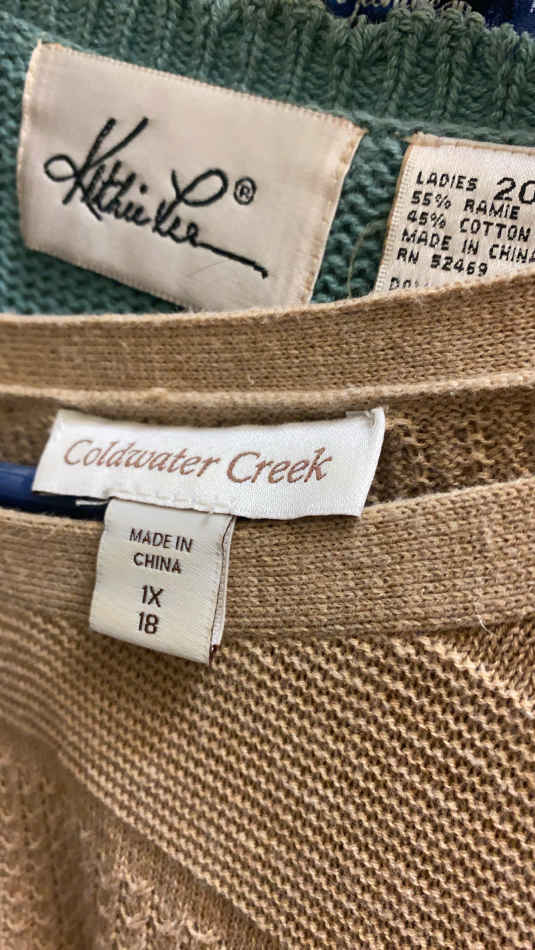 Kathie Lee®
LADIES 20
55% RAMIE
45% COTTON
MADE IN CHINA
RN 52469
Coldwater Creek
MADE IN
CHINA
1X
18